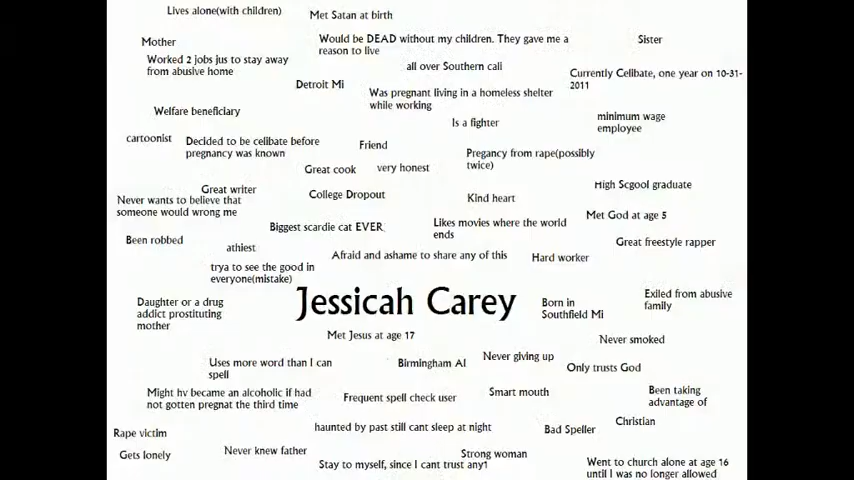 Lives alone(with children)
Met Satan at birth
Mother
Would be DEAD without my children. They gave me a
reason to live
Sister
Worked 2 jobs jus to stay away
from abusive home
all over Southern cali
Currently Celibate, one year on 10-31-
2011
Detroit Mi
Was pregnant living in a homeless shelter
while working
Welfare beneficiary
Is a fighter
minimum wage
employee
cartoonist
Decided to be celibate before
pregnancy was known
Friend
Pregancy from rape(possibly
twice)
Great cook
very honest
High Scgool graduate
Great writer
College Dropout
Kind heart
Never wants to believe that
someone would wrong me
Met God at age 5
Biggest scardie cat EVER
Likes movies where the world
ends
Been robbed
athiest
Great freestyle rapper
Afraid and ashame to share any of this
Hard worker
trya to see the good in
everyone(mistake)
Jessicah Carey
Daughter or a drug
addict prostituting
mother
Born in
Southfield Mi
Exiled from abusive
family
Met Jesus at age 17
Never smoked
Uses more word than I can
spell
Birmingham Al
Never giving up
Only trusts God
Might hv became an alcoholic if had
not gotten pregnat the third time
Frequent spell check user
Smart mouth
Been taking
advantage of
Rape victim
haunted by past still cant sleep at night
Bad Speller
Christian
Gets lonely
Never knew father
Strong woman
Stay to myself, since I cant trust any1
Went to church alone at age 16
until I was no longer allowed